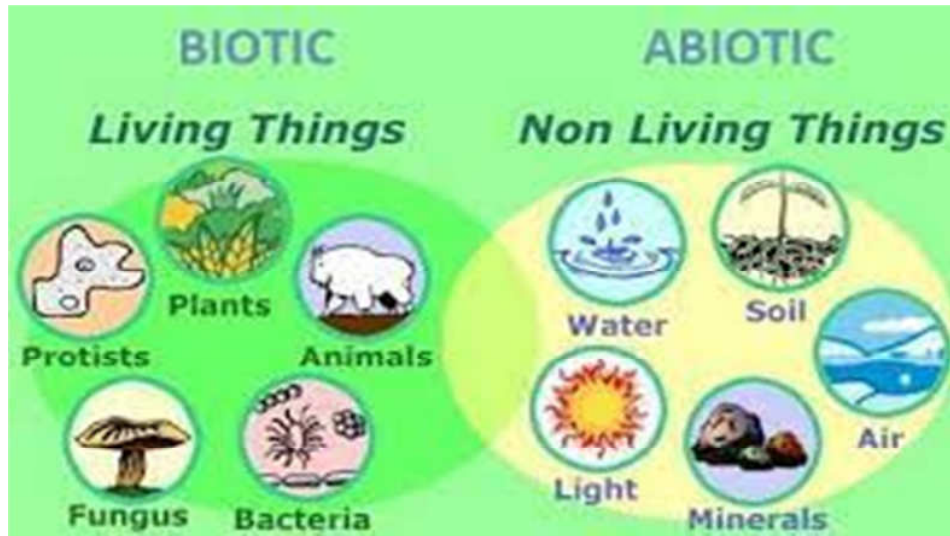 BIOTIC
ABIOTIC
Living Things
Non Living Things
Plants
Protists
Animals
Fungus
Bacteria
Water
Soil
Light
Air
Minerals